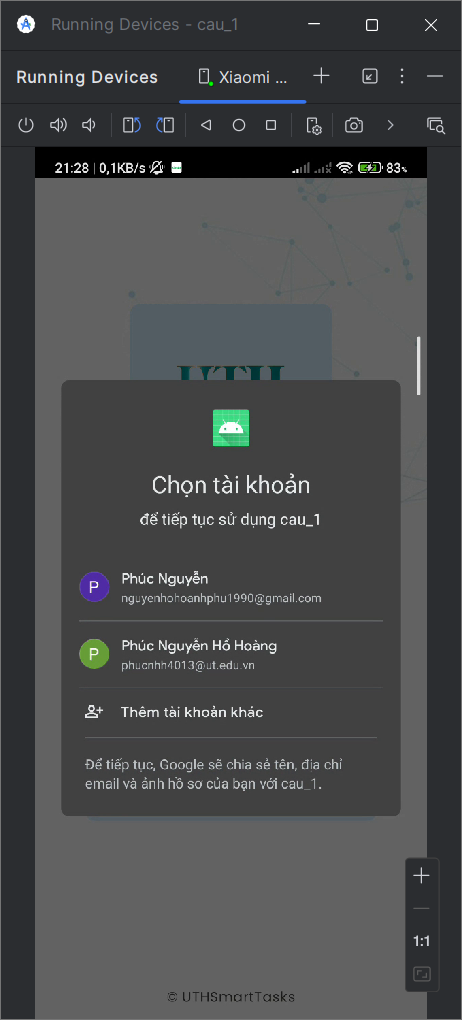 Running Devices - cau_1
Running Devices
Xiaomi ...
21:28 | 0,1KB/s
83%
UTH
Chọn tài khoản
để tiếp tục sử dụng cau_1
P
Phúc Nguyễn
nguyenhohoanhphu1990@gmail.com
P
Phúc Nguyễn Hồ Hoàng
phucnhh4013@ut.edu.vn
Thêm tài khoản khác
Để tiếp tục, Google sẽ chia sẻ tên, địa chỉ
email và ảnh hồ sơ của bạn với cau_1.
1:1
© UTHSmartTasks